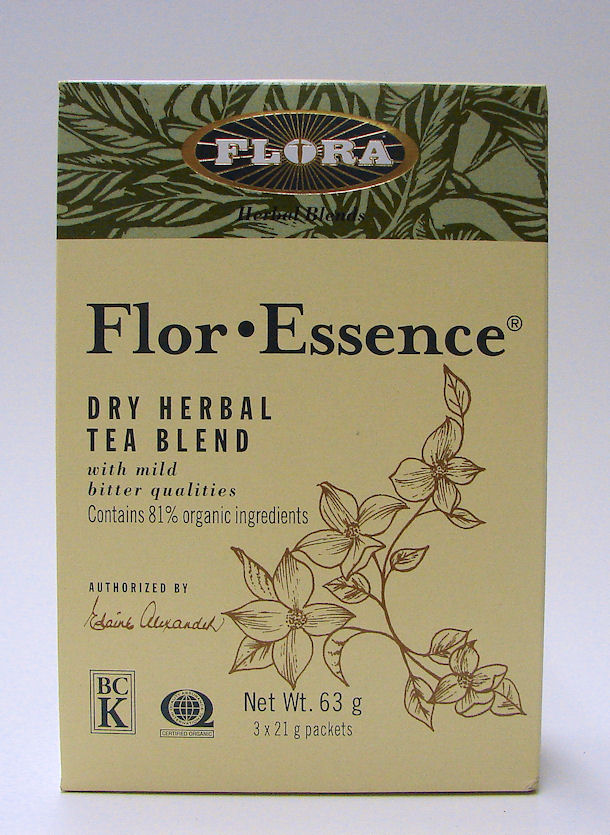 FLORA
Herbal Blends
Flor•Essence®
DRY HERBAL
TEA BLEND
with mild
bitter qualities
Contains 81% organic ingredients
AUTHORIZED BY
Elaine Alexander
BC
K
Q
CERTIFIED ORGANIC
Net Wt. 63 g
3 x 21 g packets